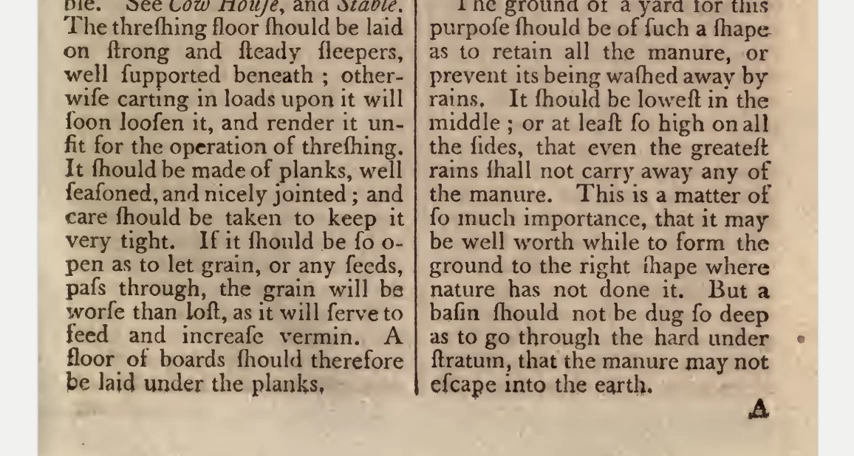 ble. See Cow Houſe, and Stable.
The threſhing floor ſhould be laid
on ſtrong and ſteady ſleepers,
well ſupported beneath ; other-
wiſe carting in loads upon it will
ſoon looſen it, and render it un-
fit for the operation of threſhing.
It ſhould be made of planks, well
ſeaſoned, and nicely jointed ; and
care ſhould be taken to keep it
very tight. If it ſhould be ſo o-
pen as to let grain, or any ſeeds,
paſs through, the grain will be
worſe than loſt, as it will ſerve to
feed and increaſe vermin. A
floor of boards ſhould therefore
be laid under the planks.
The ground of a yard for this
purpoſe ſhould be of ſuch a ſhape
as to retain all the manure, or
prevent its being waſhed away by
rains. It ſhould be loweſt in the
middle ; or at leaſt ſo high on all
the ſides, that even the greateſt
rains ſhall not carry away any of
the manure. This is a matter of
ſo much importance, that it may
be well worth while to form the
ground to the right ſhape where
nature has not done it. But a
baſin ſhould not be dug ſo deep
as to go through the hard under
ſtratum, that the manure may not
eſcape into the earth.
A